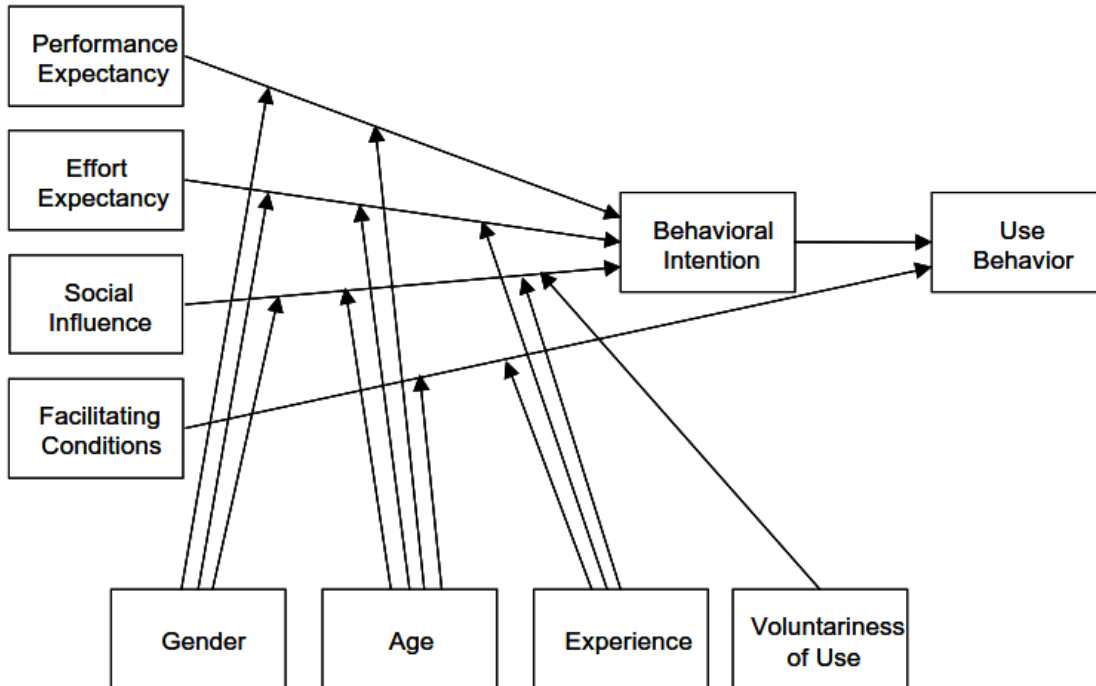 Performance
Expectancy
Effort
Expectancy
Social
Influence
Facilitating
Conditions
Behavioral
Intention
Use
Behavior
Gender
Age
Experience
Voluntariness
of Use